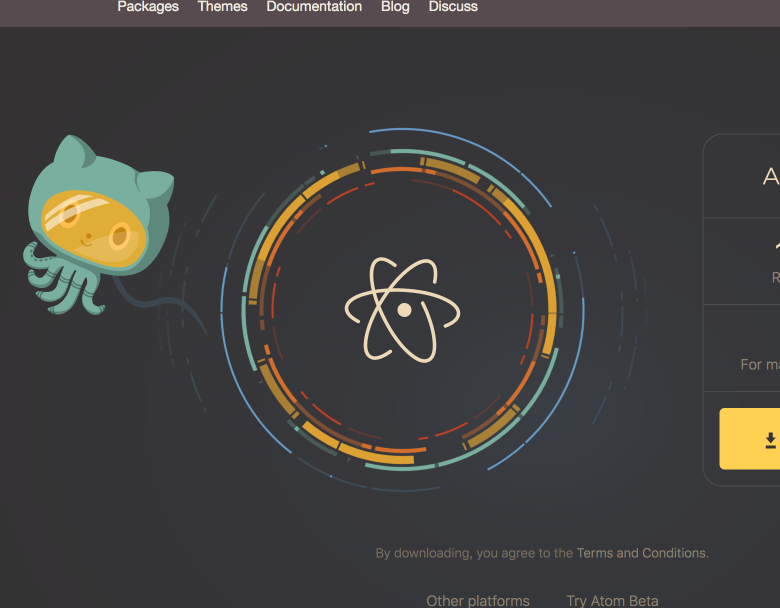 Packages Themes Documentation Blog Discuss
For ma
By downloading, you agree to the Terms and Conditions.
Other platforms Try Atom Beta